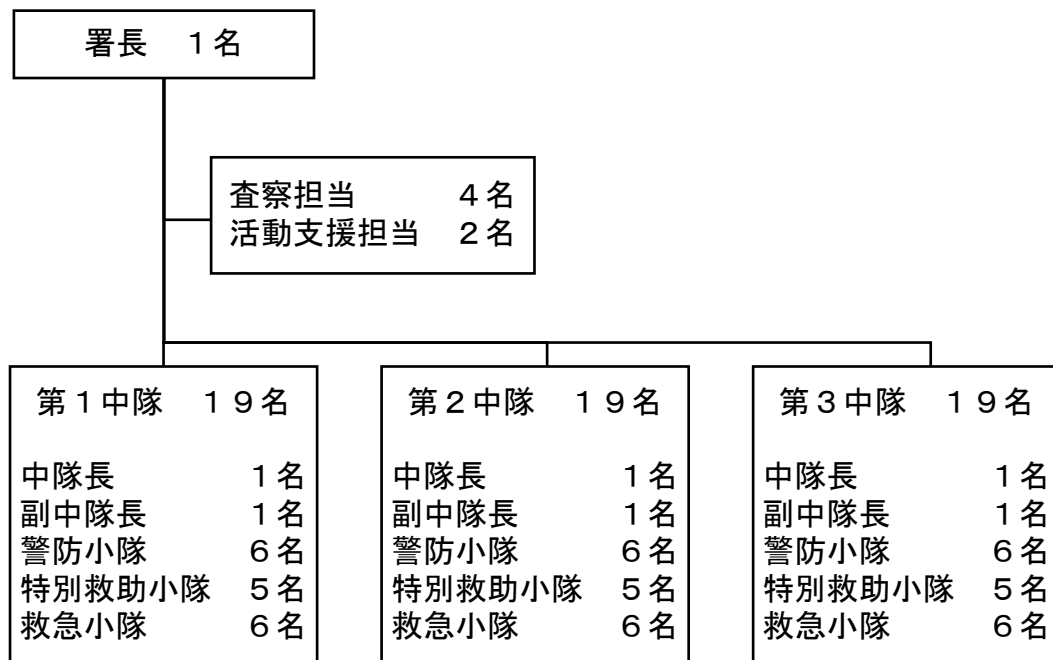 署長　１名
査察担当　　　４名
活動支援担当　２名
第１中隊　１９名
中隊長　　　　１名
副中隊長　　　１名
警防小隊　　　６名
特別救助小隊　５名
救急小隊　　　６名
第２中隊　１９名
中隊長　　　　１名
副中隊長　　　１名
警防小隊　　　６名
特別救助小隊　５名
救急小隊　　　６名
第３中隊　１９名
中隊長　　　　１名
副中隊長　　　１名
警防小隊　　　６名
特別救助小隊　５名
救急小隊　　　６名